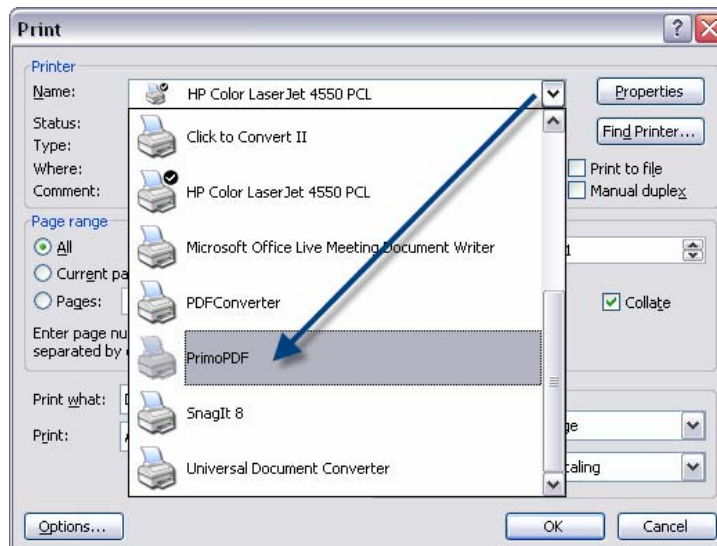 Print
Printer
Name:
HP Color LaserJet 4550 PCL
Properties
Status:
Click to Convert II
Find Printer...
Type:
Where:
HP Color LaserJet 4550 PCL
Print to file
Comment:
Manual duplex
Page range
All
Microsoft Office Live Meeting Document Writer
1
Current pa
Pages:
PDFConverter
Collate
Enter page nu
separated by
PrimoPDF
Print what:
SnagIt 8
ge
Print:
Universal Document Converter
caling
Options...
OK
Cancel